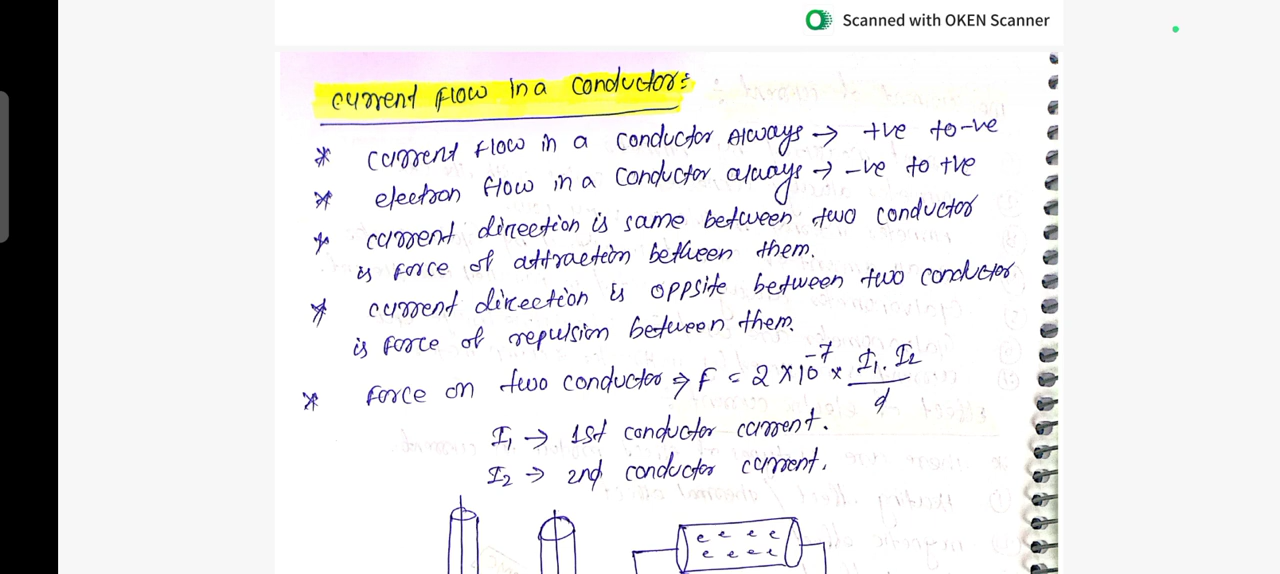 Scanned with OKEN Scanner
current flow in a conductor:
* current flow in a conductor always → +ve to -ve
* electron flow in a conductor always → -ve to +ve
* current direction is same between two conductor
is force of attraction between them.
* current direction is oppsite between two conductor
is force of repulsion between them.
* force on two conductor ⇒ F = 2 × 10⁻⁷ × I₁. I₂ / d
I₁ → 1st conductor current.
I₂ → 2nd conductor current.
e e e e
e e e e